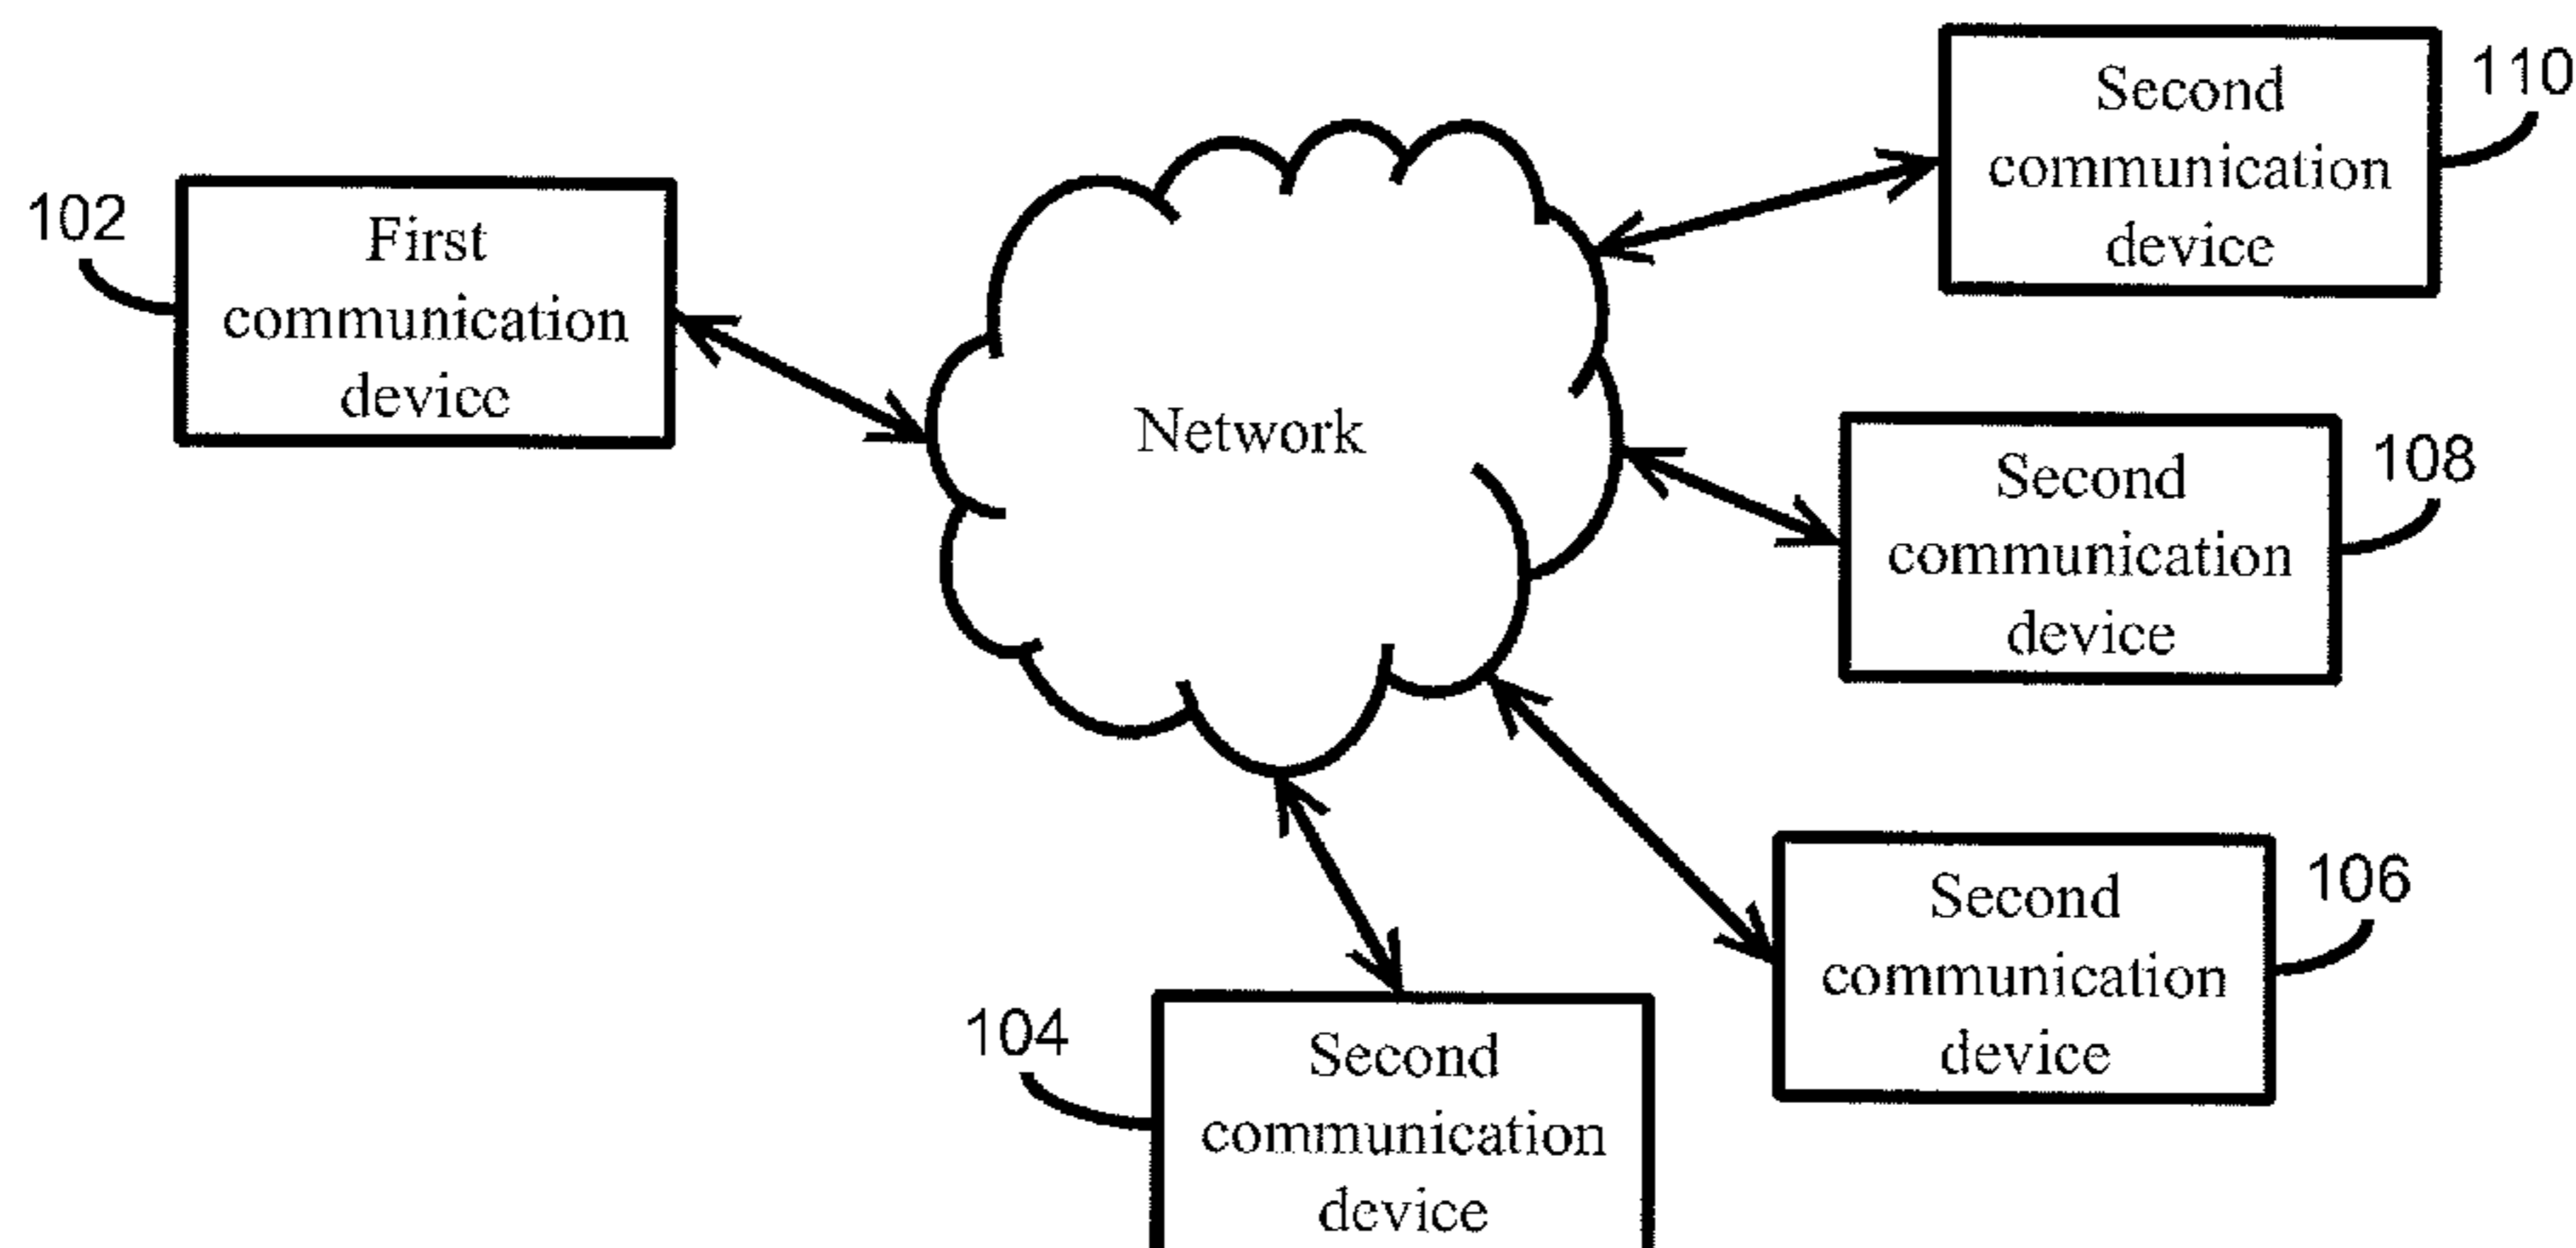 110
Second
communication
device
102
First
communication
device
Network
108
Second
communication
device
106
Second
communication
device
104
Second
communication
device